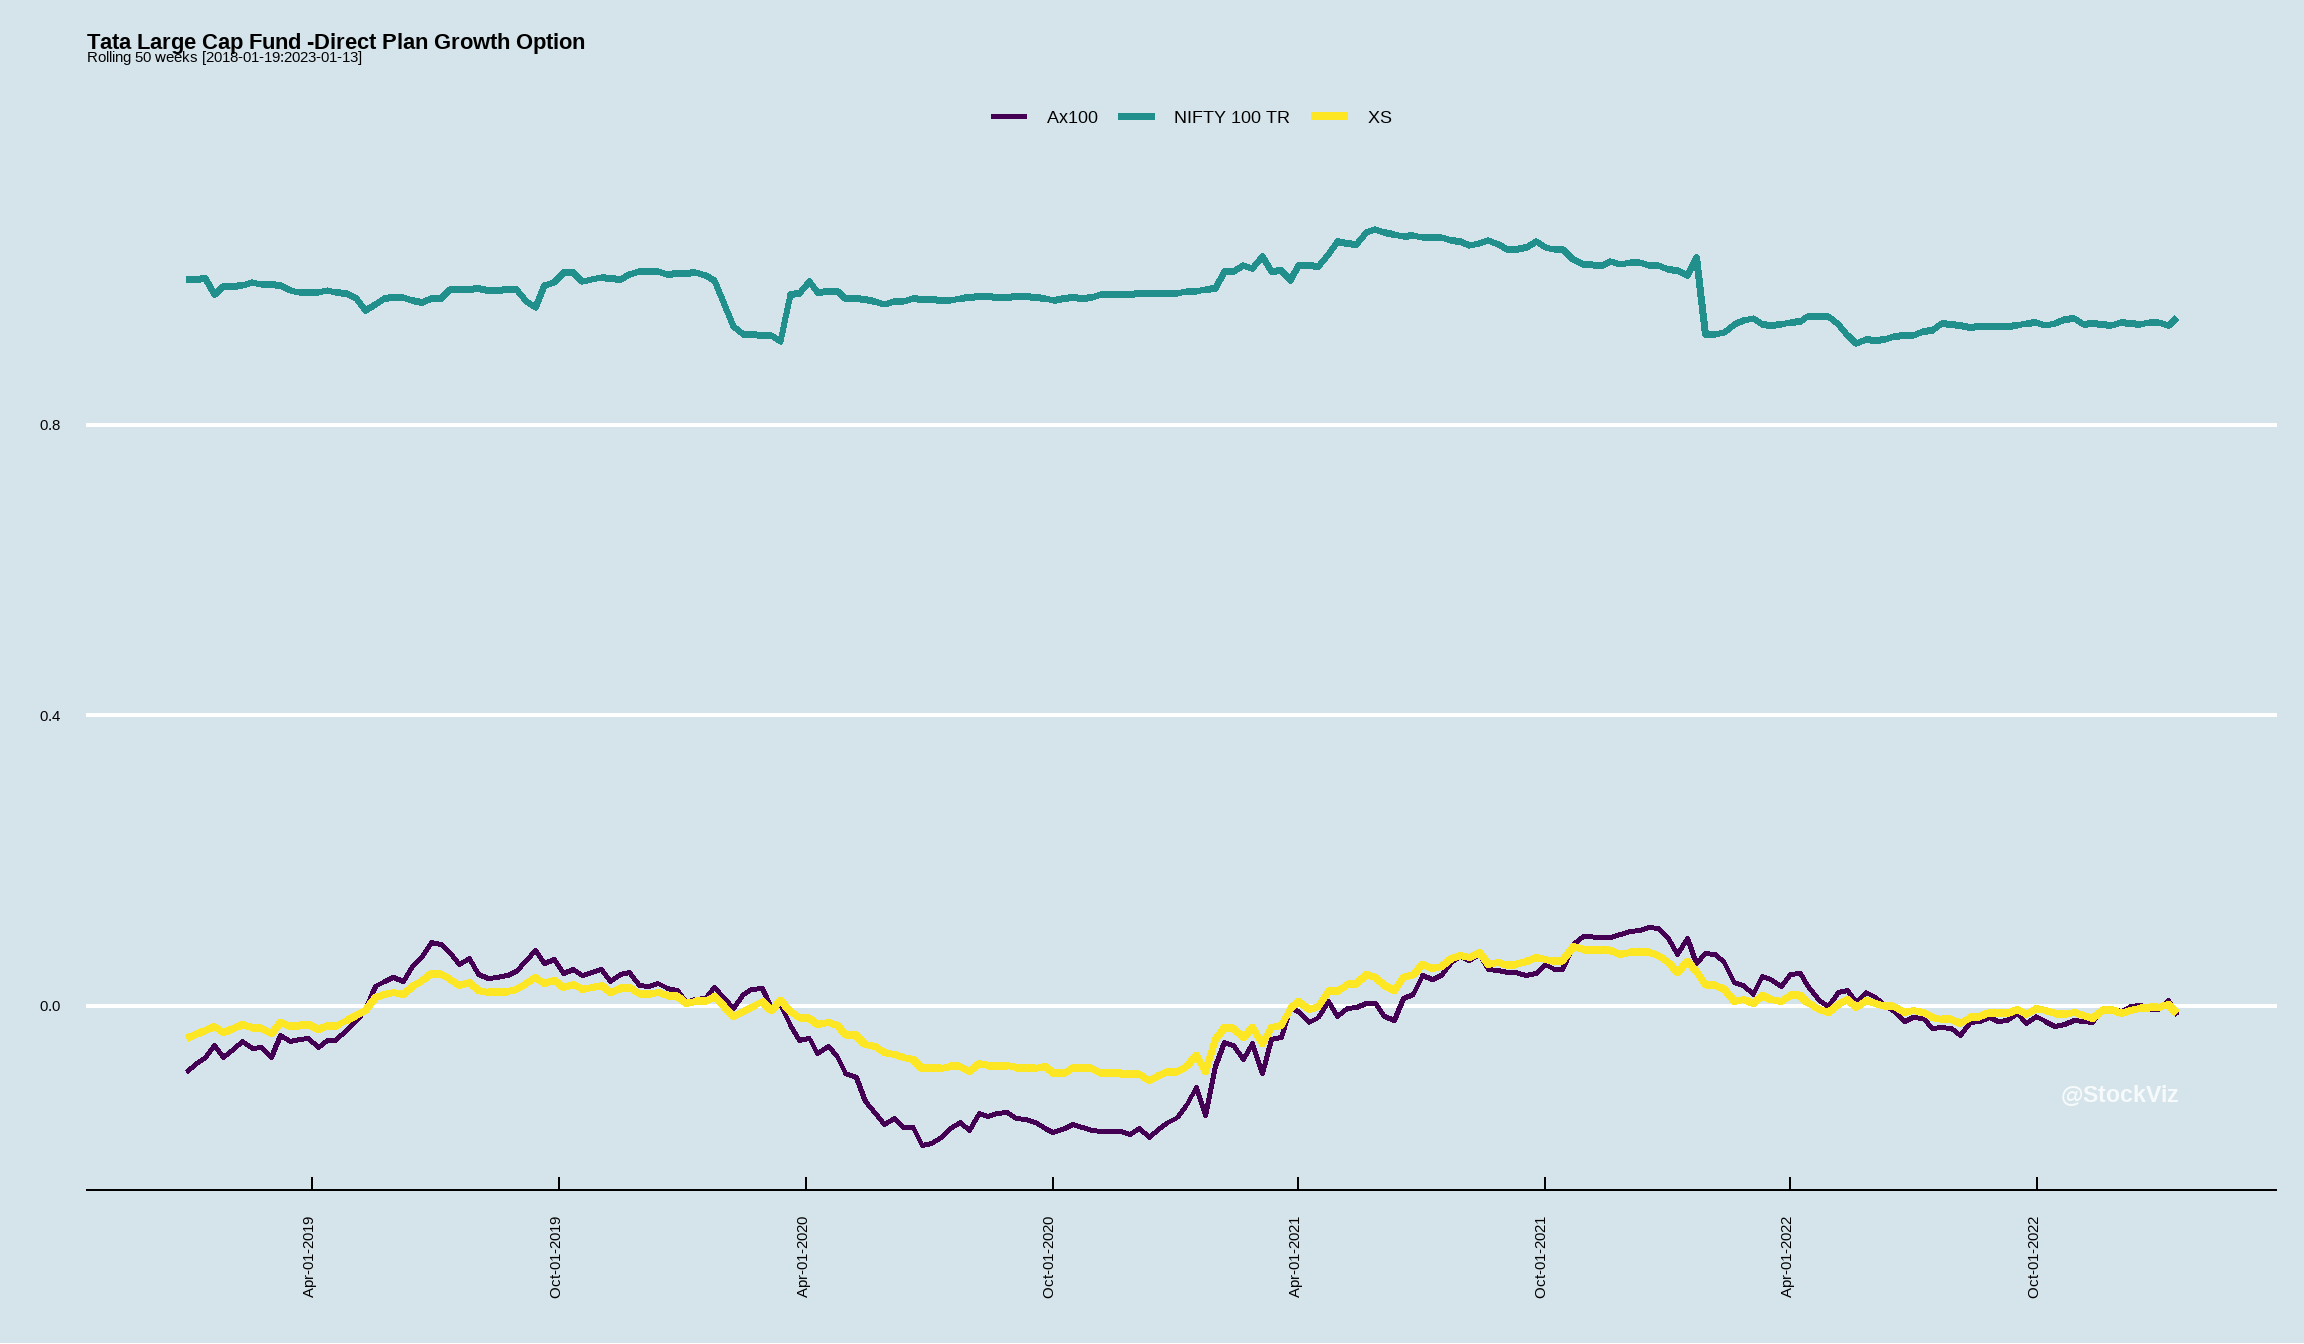 Tata Large Cap Fund -Direct Plan Growth Option
Rolling 50 weeks [2018-01-19:2023-01-13]
Ax100 NIFTY 100 TR XS
0.8
0.4
0.0
@StockViz
Apr-01-2019 Oct-01-2019 Apr-01-2020 Oct-01-2020 Apr-01-2021 Oct-01-2021 Apr-01-2022 Oct-01-2022